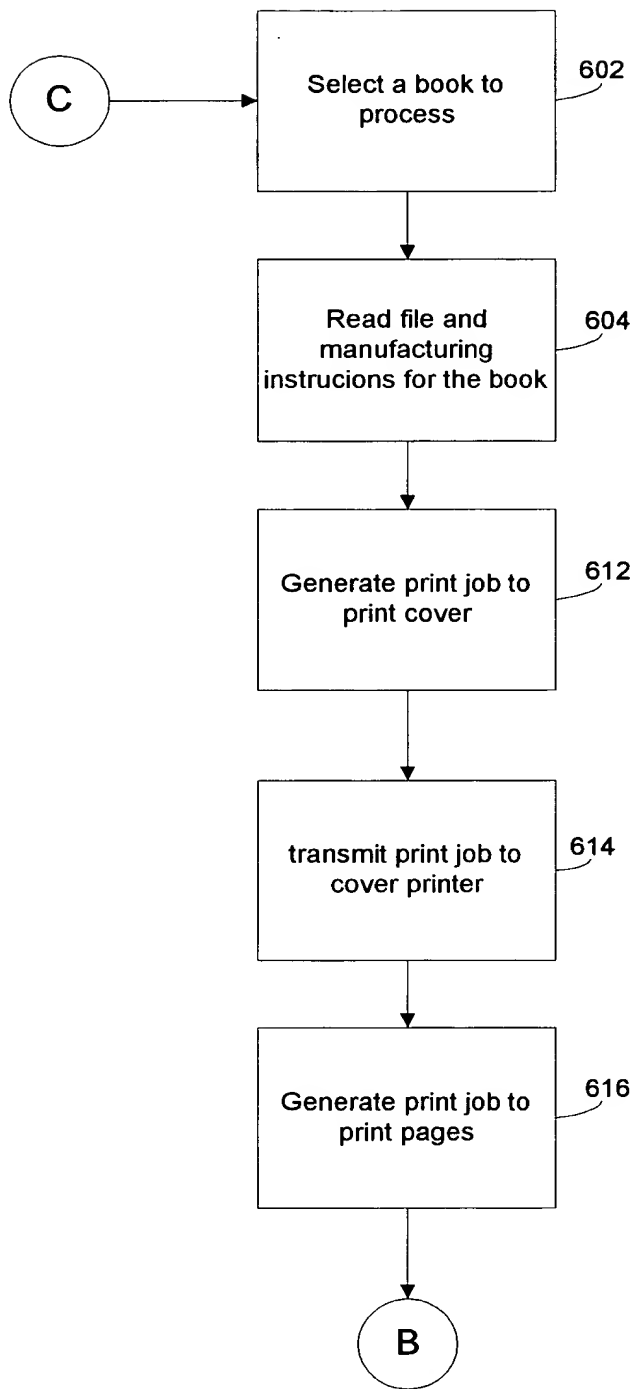 C
Select a book to
process
602
Read file and
manufacturing
instrucions for the book
604
Generate print job to
print cover
612
transmit print job to
cover printer
614
Generate print job to
print pages
616
B